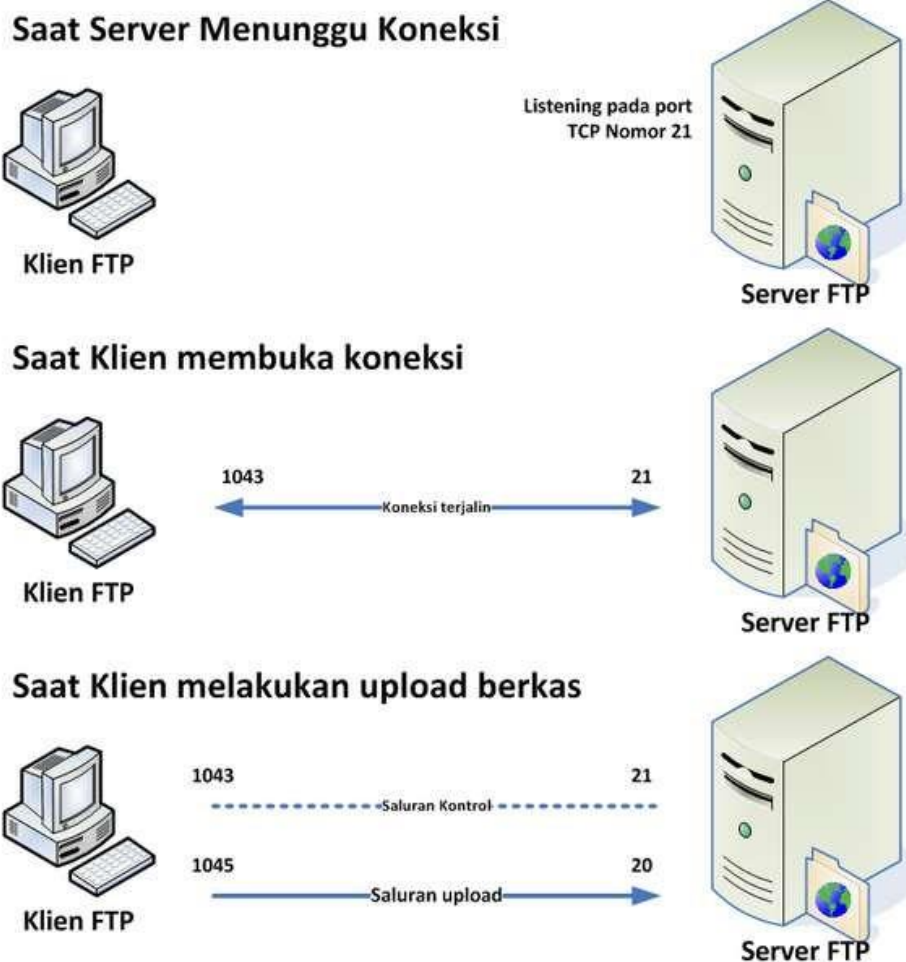 Saat Server Menunggu Koneksi
Listening pada port
TCP Nomor 21
Klien FTP
Server FTP
Saat Klien membuka koneksi
1043
21
Koneksi terjalin
Klien FTP
Server FTP
Saat Klien melakukan upload berkas
1043
21
Saluran Kontrol
1045
20
Saluran upload
Klien FTP
Server FTP